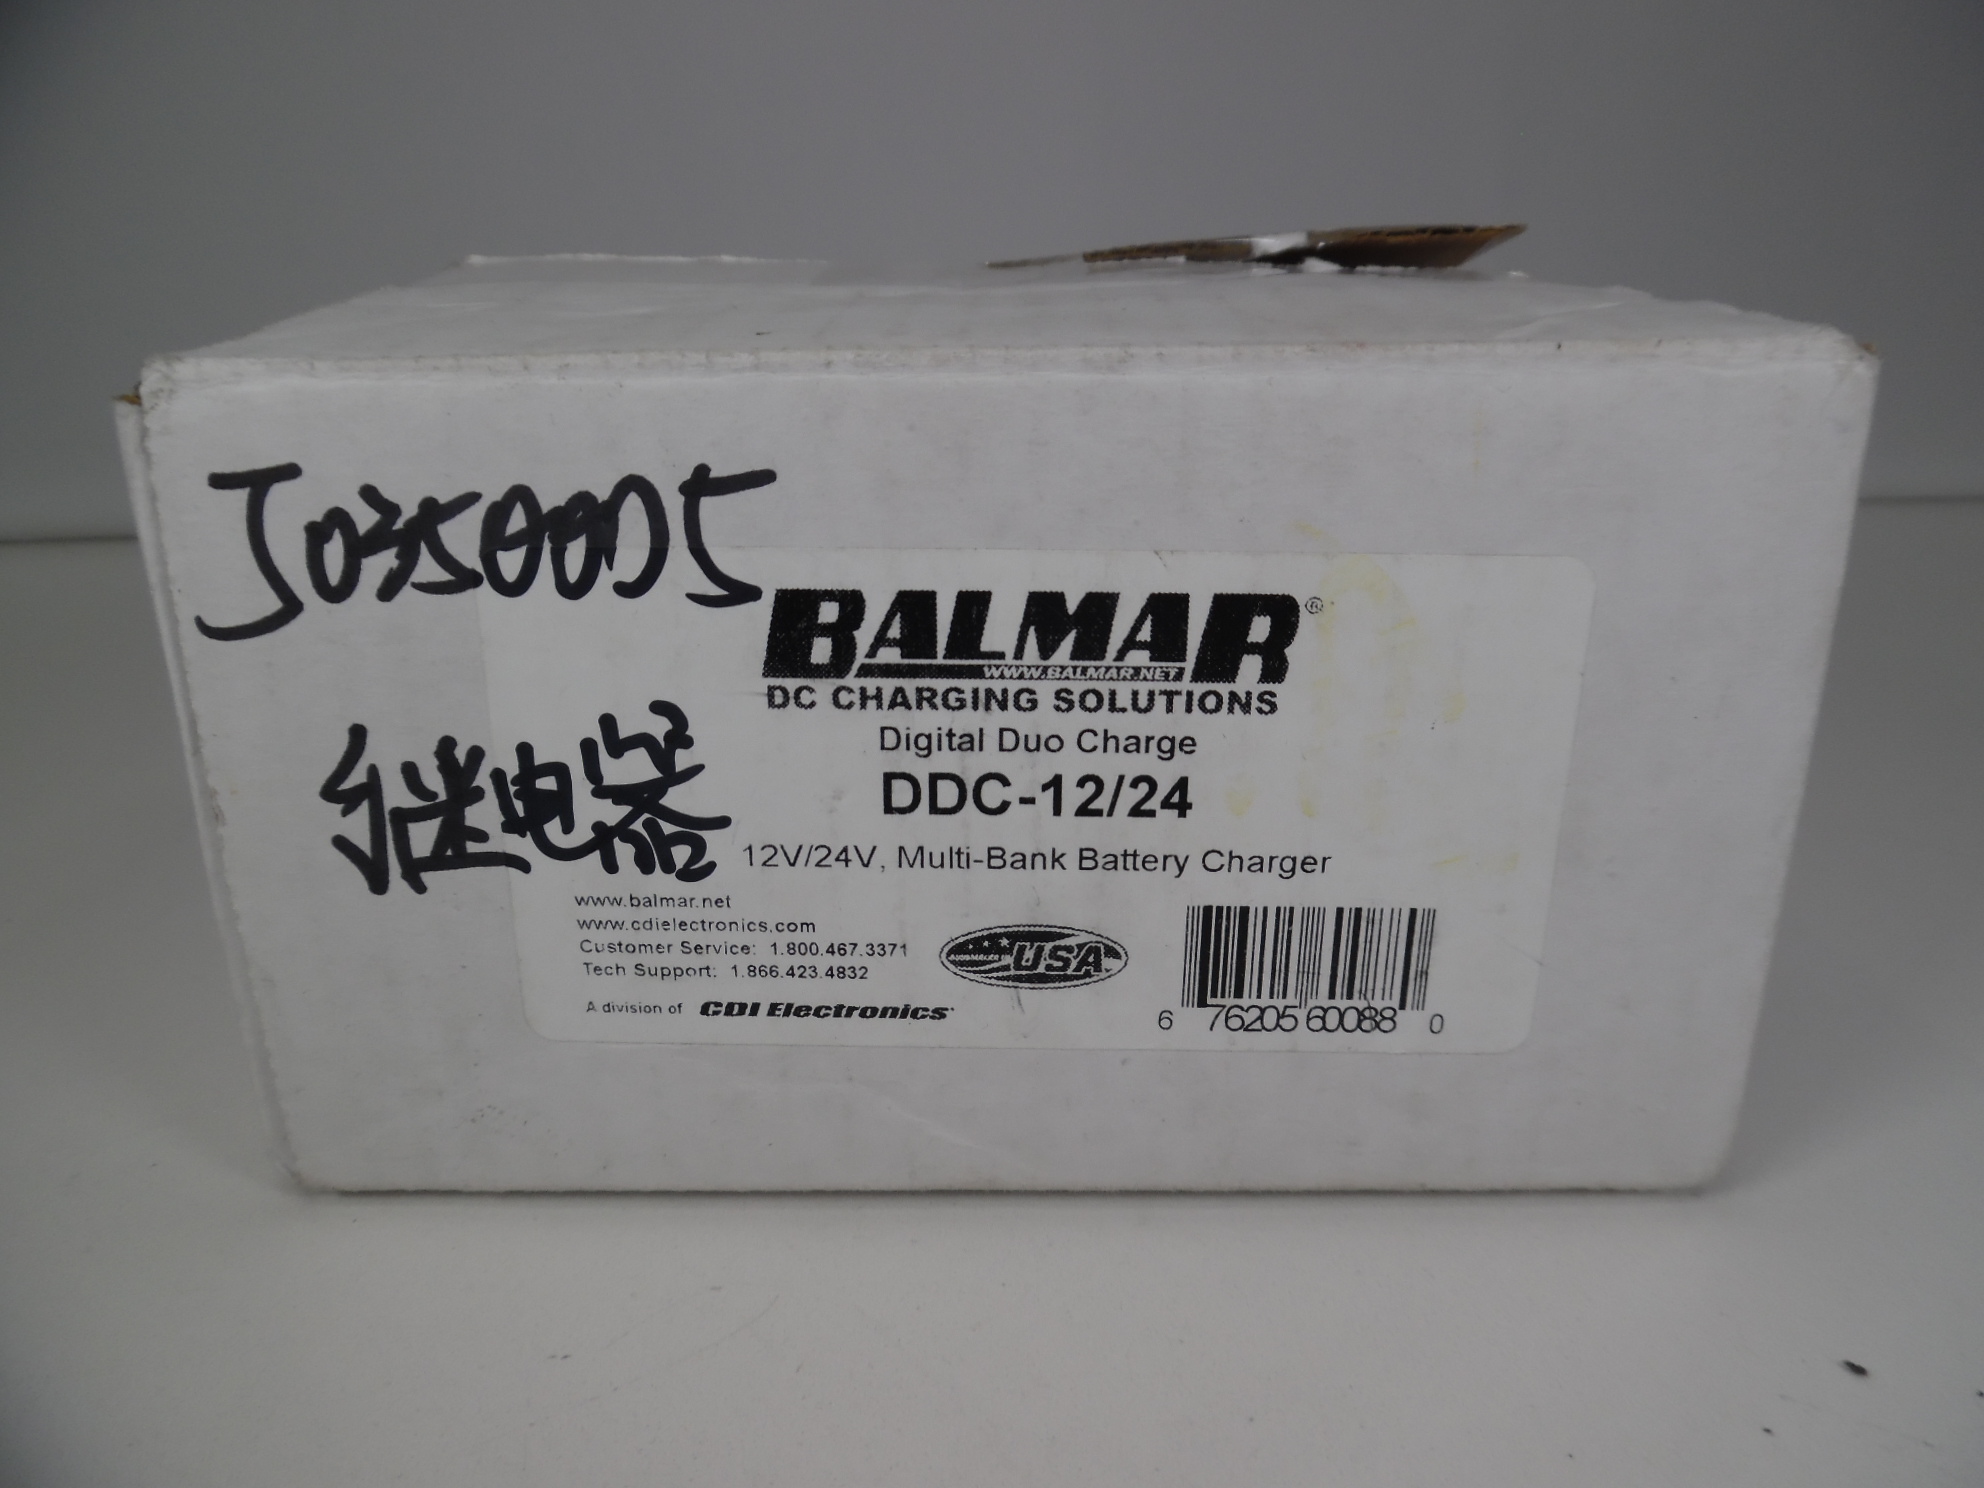 J0350005
继电器
BALMAR®
WWW.BALMAR.NET
DC CHARGING SOLUTIONS
Digital Duo Charge
DDC-12/24
12V/24V, Multi-Bank Battery Charger
www.balmar.net
www.cdielectronics.com
Customer Service: 1.800.467.3371
Tech Support: 1.866.423.4832
A division of CDI Electronics
USA
6 76205 60088 0